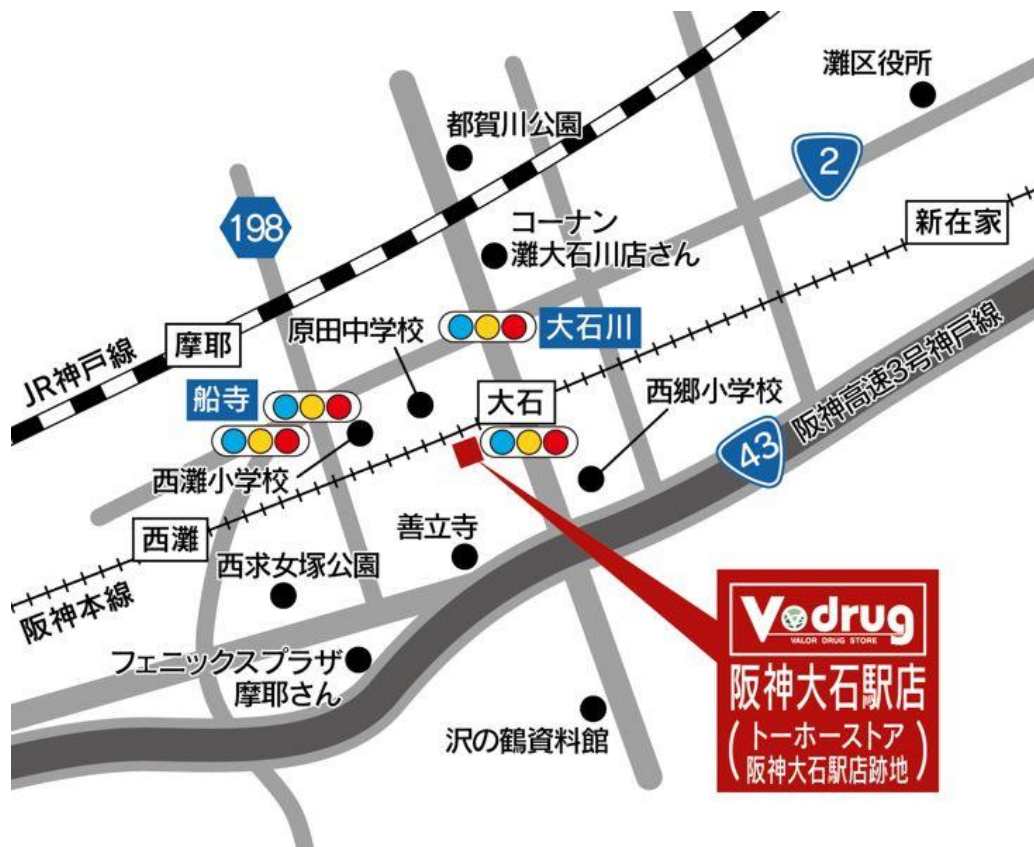 灘区役所
都賀川公園
2
198
コーナン
灘大石川店さん
新在家
JR神戸線
摩耶
原田中学校
大石川
船寺
大石
西郷小学校
阪神高速3号神戸線
43
西灘小学校
西灘
善立寺
阪神本線
西求女塚公園
フェニックスプラザ
摩耶さん
沢の鶴資料館
V drug
VALOR DRUG STORE
阪神大石駅店
(トーホーストア
阪神大石駅店跡地)